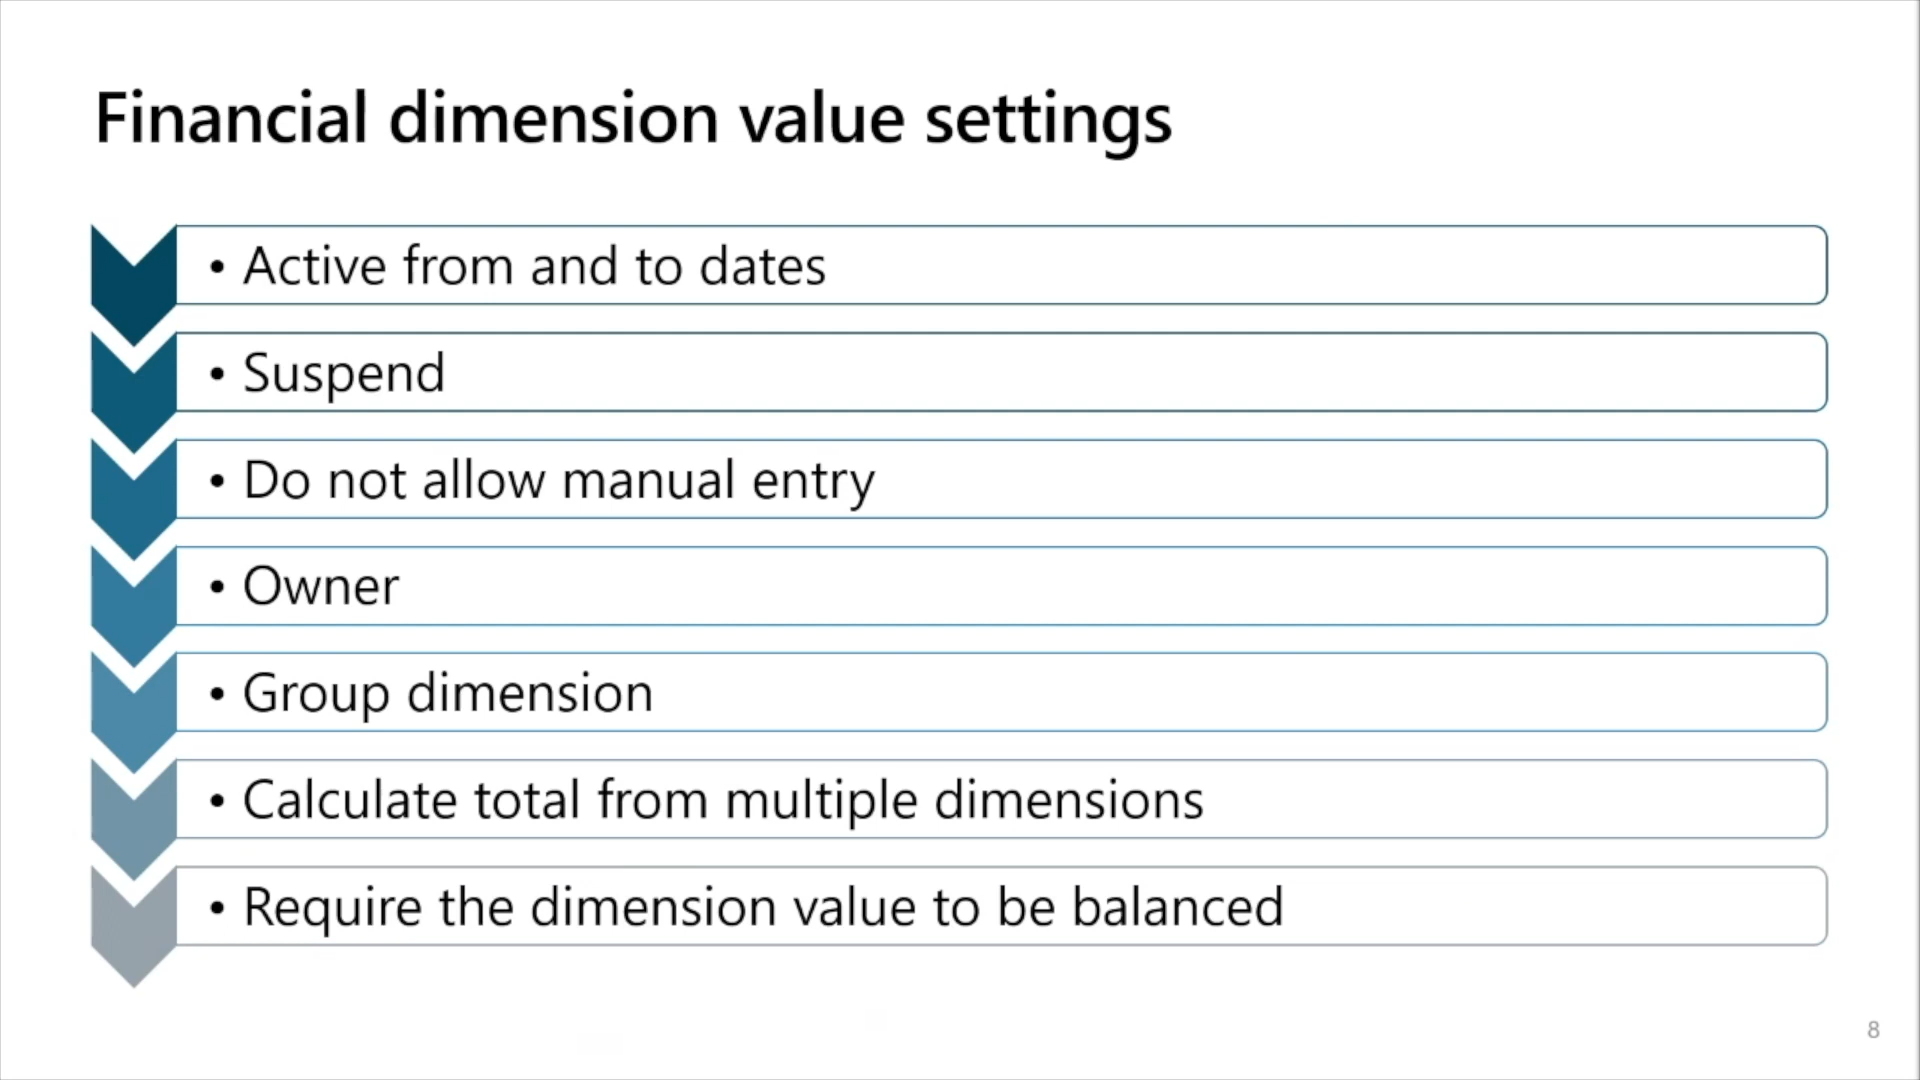 Financial dimension value settings
• Active from and to dates
• Suspend
• Do not allow manual entry
• Owner
• Group dimension
• Calculate total from multiple dimensions
• Require the dimension value to be balanced
8